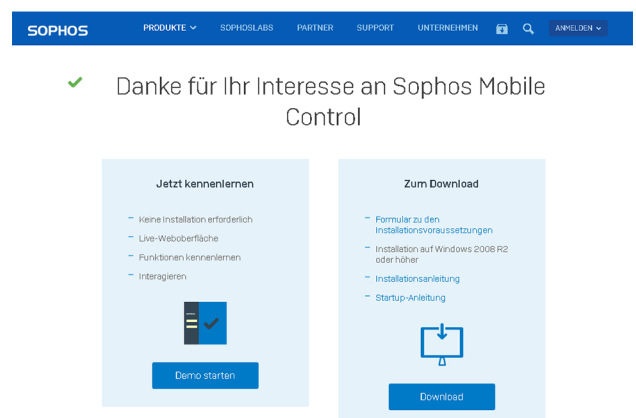 SOPHOS
PRODUKTE
SOPHOSLABS
PARTNER
SUPPORT
UNTERNEHMEN
ANMELDEN
Danke für Ihr Interesse an Sophos Mobile
Control
Jetzt kennenlernen
– Keine Installation erforderlich
– Live-Weboberfläche
– Funktionen kennenlernen
– Interagieren
Demo starten
Zum Download
– Formular zu den
Installationsvoraussetzungen
– Installation auf Windows 2008 R2
oder höher
– Installationsanleitung
– Startup-Anleitung
Download